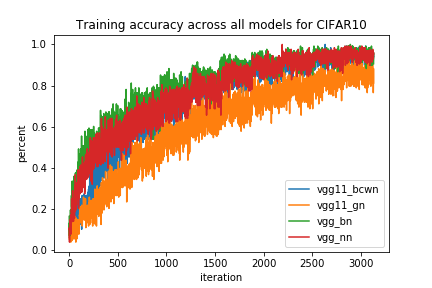 Training accuracy across all models for CIFAR10
1.0
0.8
0.6
0.4
0.2
0.0
percent
0
500
1000
1500
2000
2500
3000
iteration
vgg11_bcwn
vgg11_gn
vgg_bn
vgg_nn